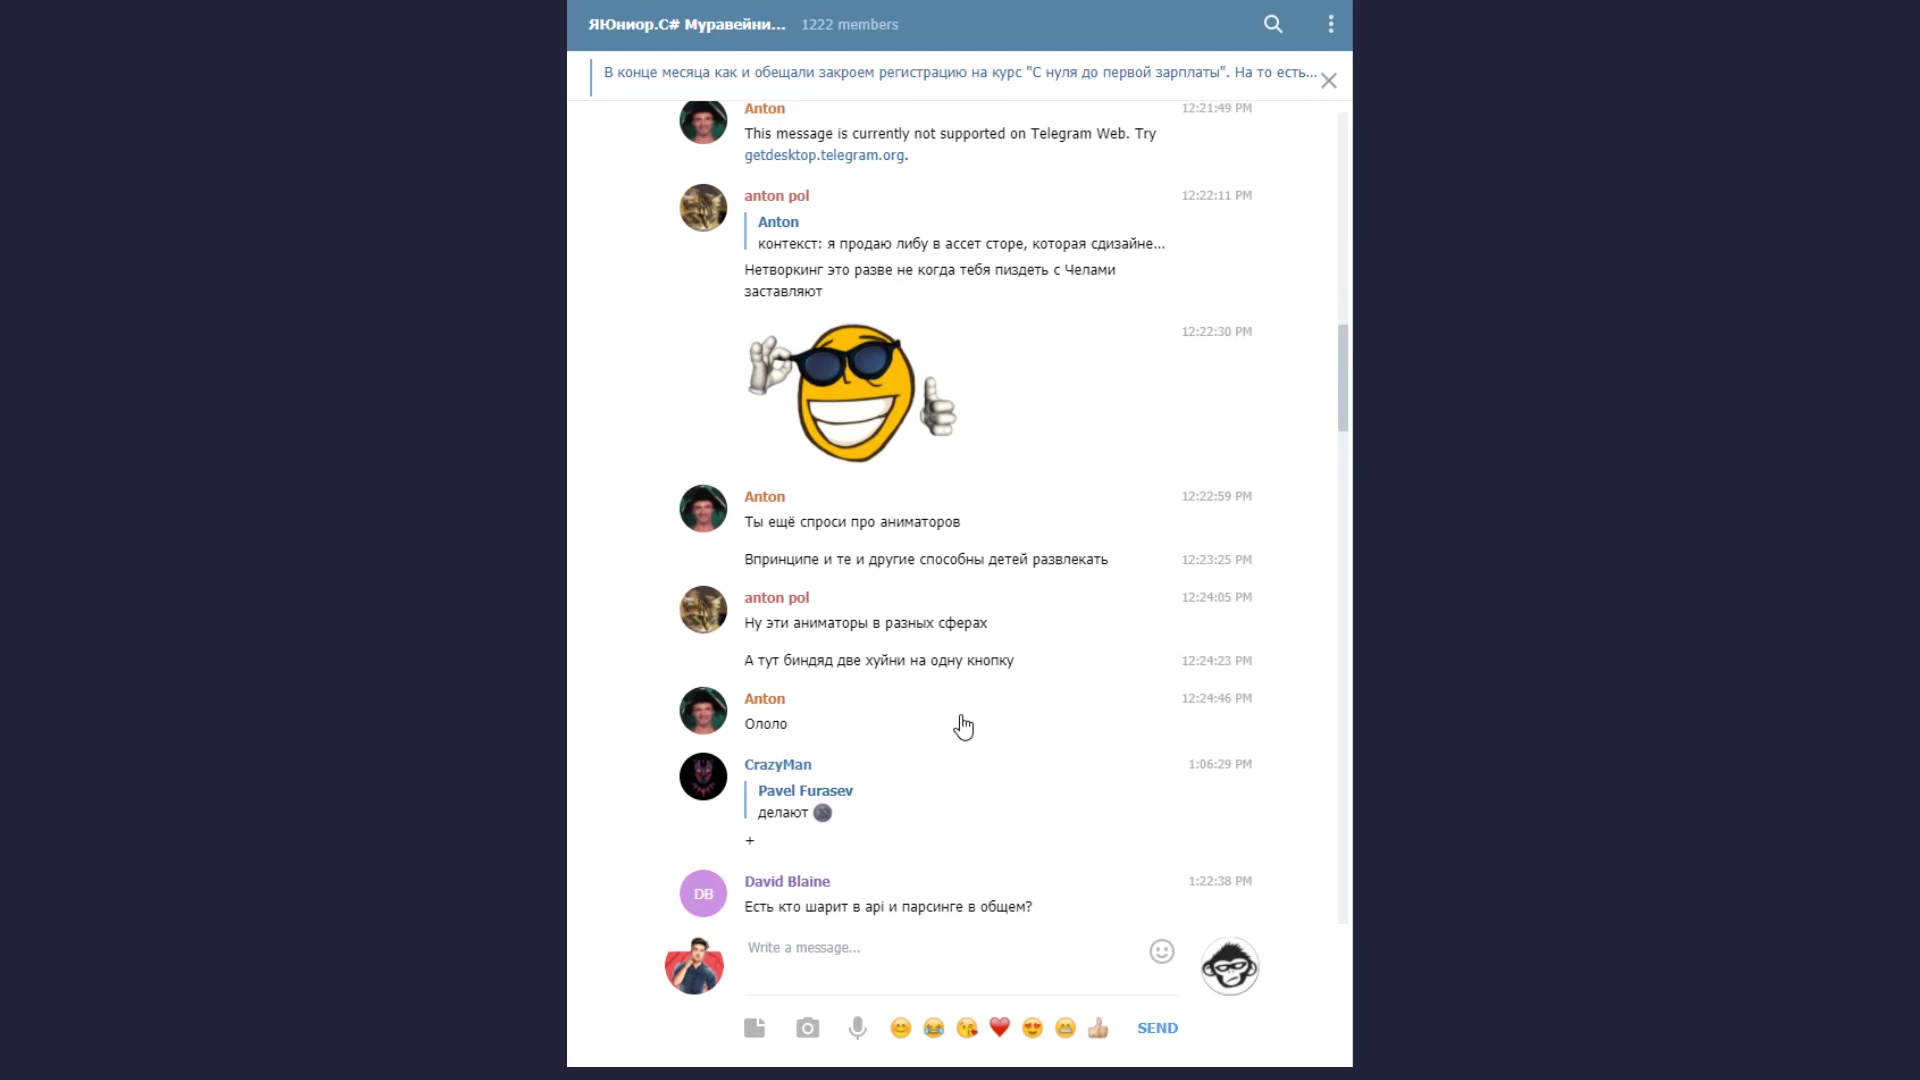 ЯЮниор.C# Муравейни... 1222 members
В конце месяца как и обещали закроем регистрацию на курс "С нуля до первой зарплаты". На то есть...
Anton 12:21:49 PM
This message is currently not supported on Telegram Web. Try
getdesktop.telegram.org.
anton pol 12:22:11 PM
Anton
контекст: я продаю либу в ассет сторе, которая сдизайне...
Нетворкинг это разве не когда тебя пиздеть с Челами
заставляют
12:22:30 PM
Anton 12:22:59 PM
Ты ещё спроси про аниматоров
Впринципе и те и другие способны детей развлекать 12:23:25 PM
anton pol 12:24:05 PM
Ну эти аниматоры в разных сферах
А тут биндяд две хуйни на одну кнопку 12:24:23 PM
Anton 12:24:46 PM
Ололо
CrazyMan 1:06:29 PM
Pavel Furasev
делают
+
DB
David Blaine 1:22:38 PM
Есть кто шарит в api и парсинге в общем?
Write a message...
SEND